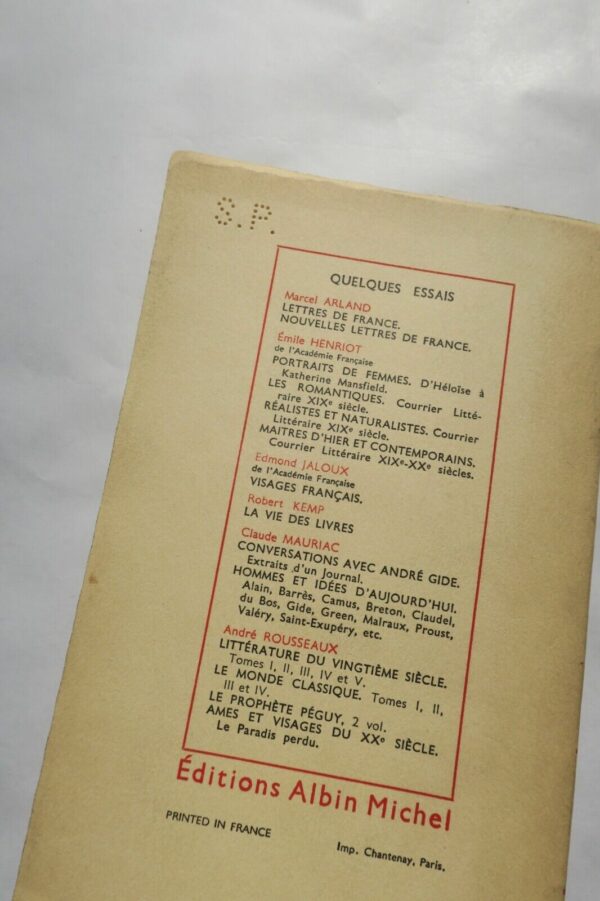 S.P.
QUELQUES ESSAIS
Marcel ARLAND
LETTRES DE FRANCE.
NOUVELLES LETTRES DE FRANCE.
Émile HENRIOT
de l'Académie Française
PORTRAITS DE FEMMES. D'Héloïse à
Katherine Mansfield.
LES ROMANTIQUES. Courrier Litté-
raire XIXe siècle.
RÉALISTES ET NATURALISTES. Courrier
Littéraire XIXe siècle.
MAITRES D'HIER ET CONTEMPORAINS.
Courrier Littéraire XIXe-XXe siècles.
Edmond JALOUX
de l'Académie Française
VISAGES FRANÇAIS.
Robert KEMP
LA VIE DES LIVRES
Claude MAURIAC
CONVERSATIONS AVEC ANDRÉ GIDE.
Extraits d'un Journal.
HOMMES ET IDÉES D'AUJOURD'HUI.
Alain, Barrès, Camus, Breton, Claudel,
du Bos, Gide, Green, Malraux, Proust,
Valéry, Saint-Exupéry, etc.
André ROUSSEAUX
LITTÉRATURE DU VINGTIÈME SIÈCLE.
Tomes I, II, III, IV et V.
LE MONDE CLASSIQUE. Tomes I, II,
III et IV.
LE PROPHÈTE PÉGUY, 2 vol.
AMES ET VISAGES DU XXe SIÈCLE.
Le Paradis perdu.
Éditions Albin Michel
PRINTED IN FRANCE
Imp. Chantenay, Paris.